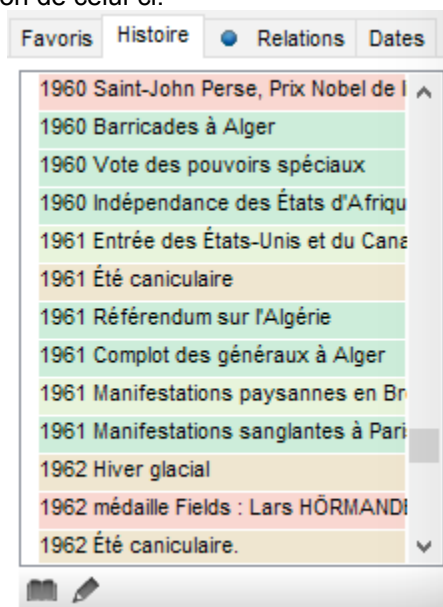 on de celui-ci.
Favoris Histoire Relations Dates
1960 Saint-John Perse, Prix Nobel de l
1960 Barricades à Alger
1960 Vote des pouvoirs spéciaux
1960 Indépendance des États d'Afriqu
1961 Entrée des États-Unis et du Cana
1961 Été caniculaire
1961 Référendum sur l'Algérie
1961 Complot des généraux à Alger
1961 Manifestations paysannes en Br
1961 Manifestations sanglantes à Pari
1962 Hiver glacial
1962 médaille Fields : Lars HÖRMAND
1962 Été caniculaire.